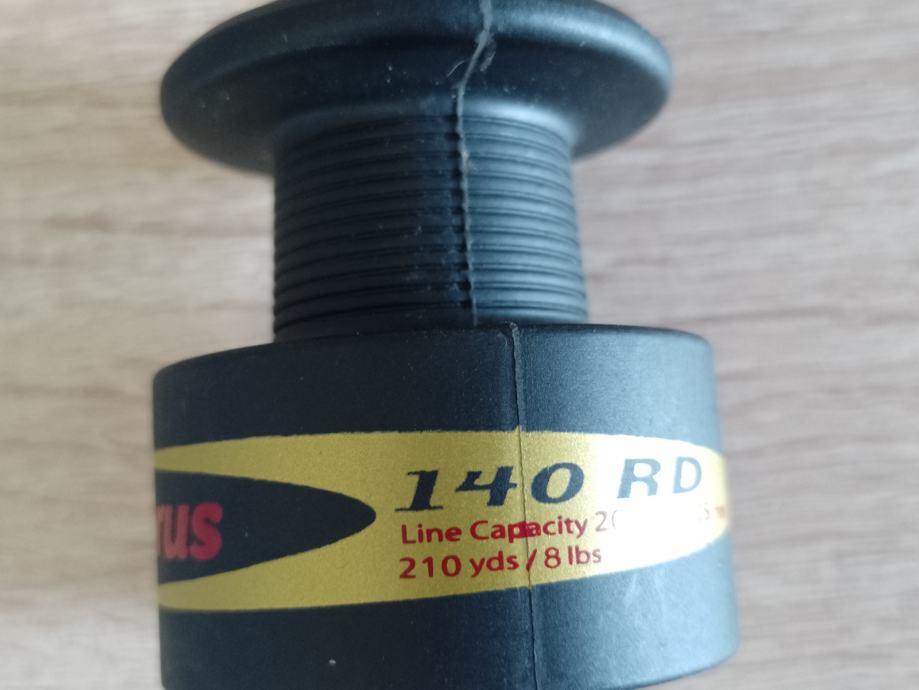 rus
140 RD
Line Capacity
210 yds / 8 lbs